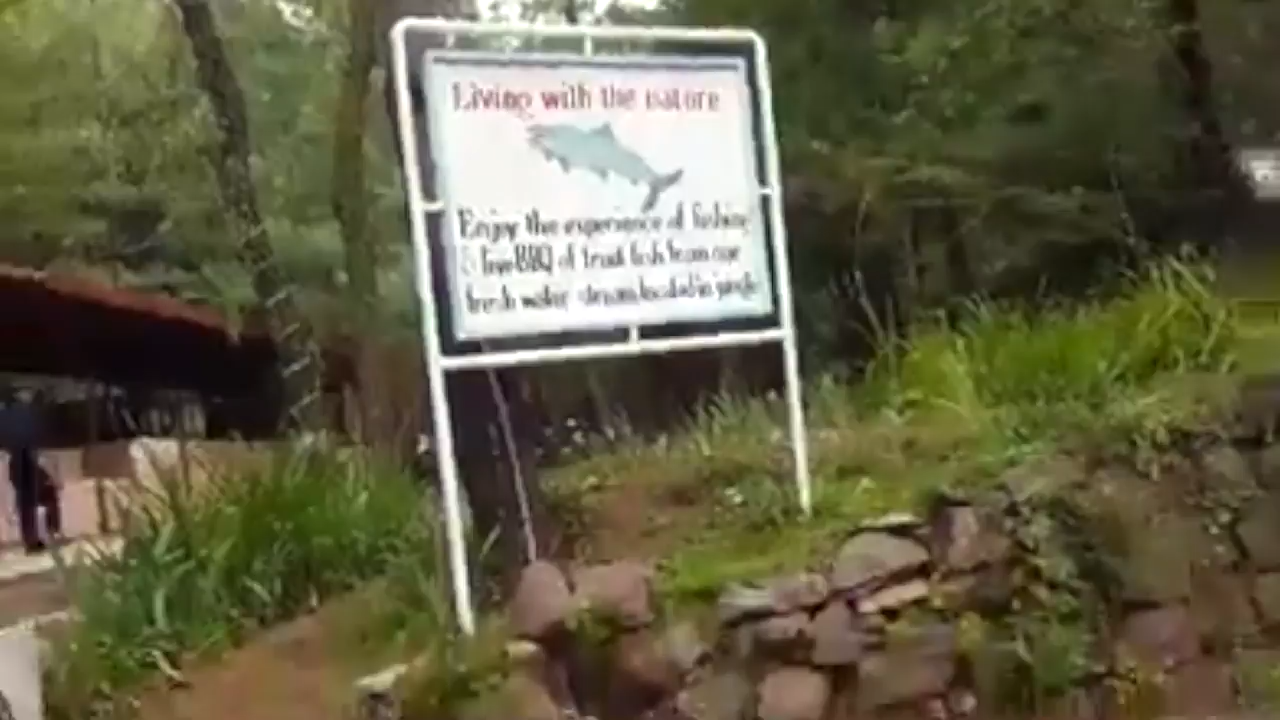 Living with the nature
Enjoy the experience of fishing
& live BBQ of trout fish from our
fresh water stream located in jungle